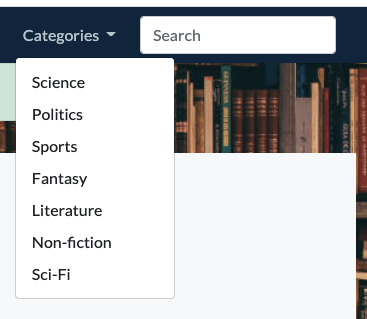 Categories
Search
Science
Politics
Sports
Fantasy
Literature
Non-fiction
Sci-Fi